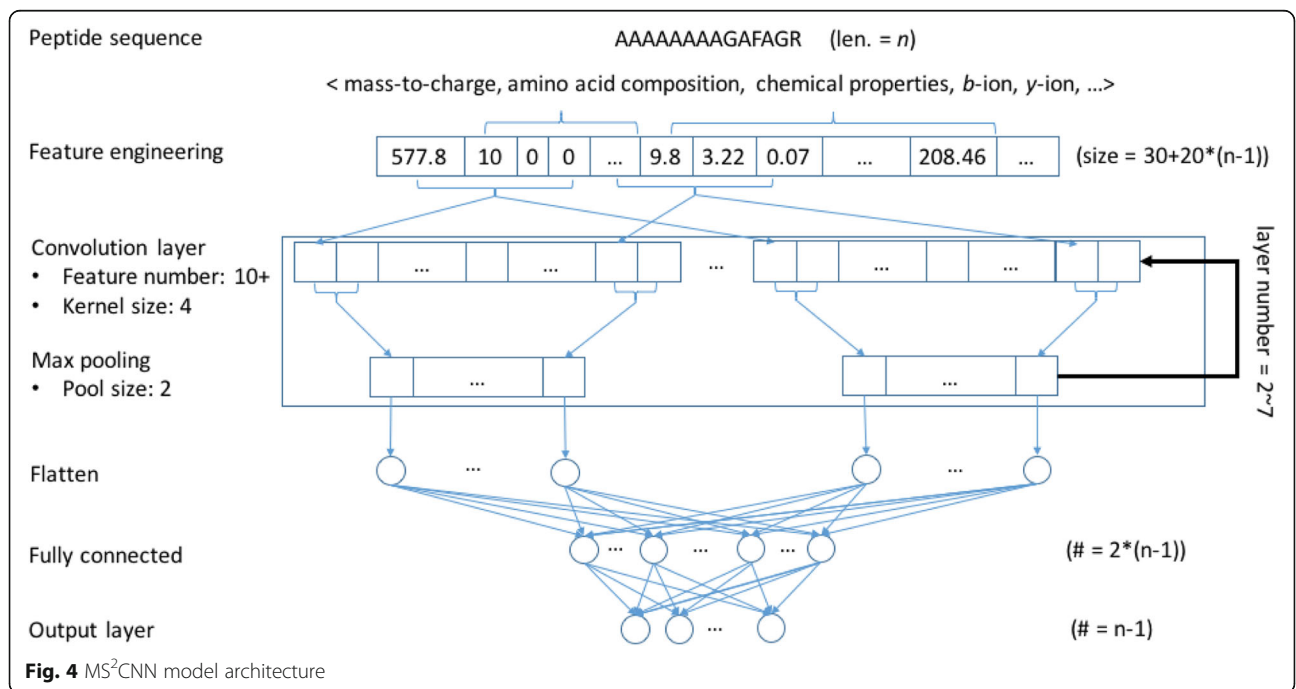 Peptide sequence
AAAAAAAAGAFAGR (len. = n)
< mass-to-charge, amino acid composition, chemical properties, b-ion, y-ion, ...>
Feature engineering
577.8 10 0 0 ... 9.8 3.22 0.07 ... 208.46 ...
(size = 30+20*(n-1))
Convolution layer
• Feature number: 10+
• Kernel size: 4
... ... ... ... ...
layer number = 2~7
Max pooling
• Pool size: 2
... ...
Flatten
... ...
Fully connected
... ... ...
(# = 2*(n-1))
Output layer
...
(# = n-1)
Fig. 4 MS²CNN model architecture